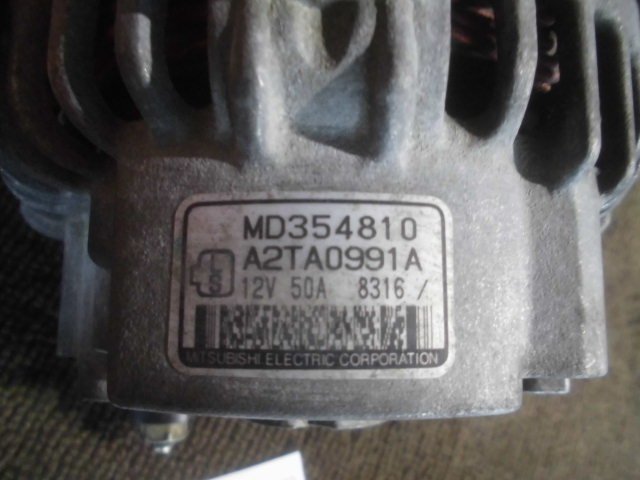 MD354810
A2TA0991A
12V 50A 8316 /
MITSUBISHI ELECTRIC CORPORATION